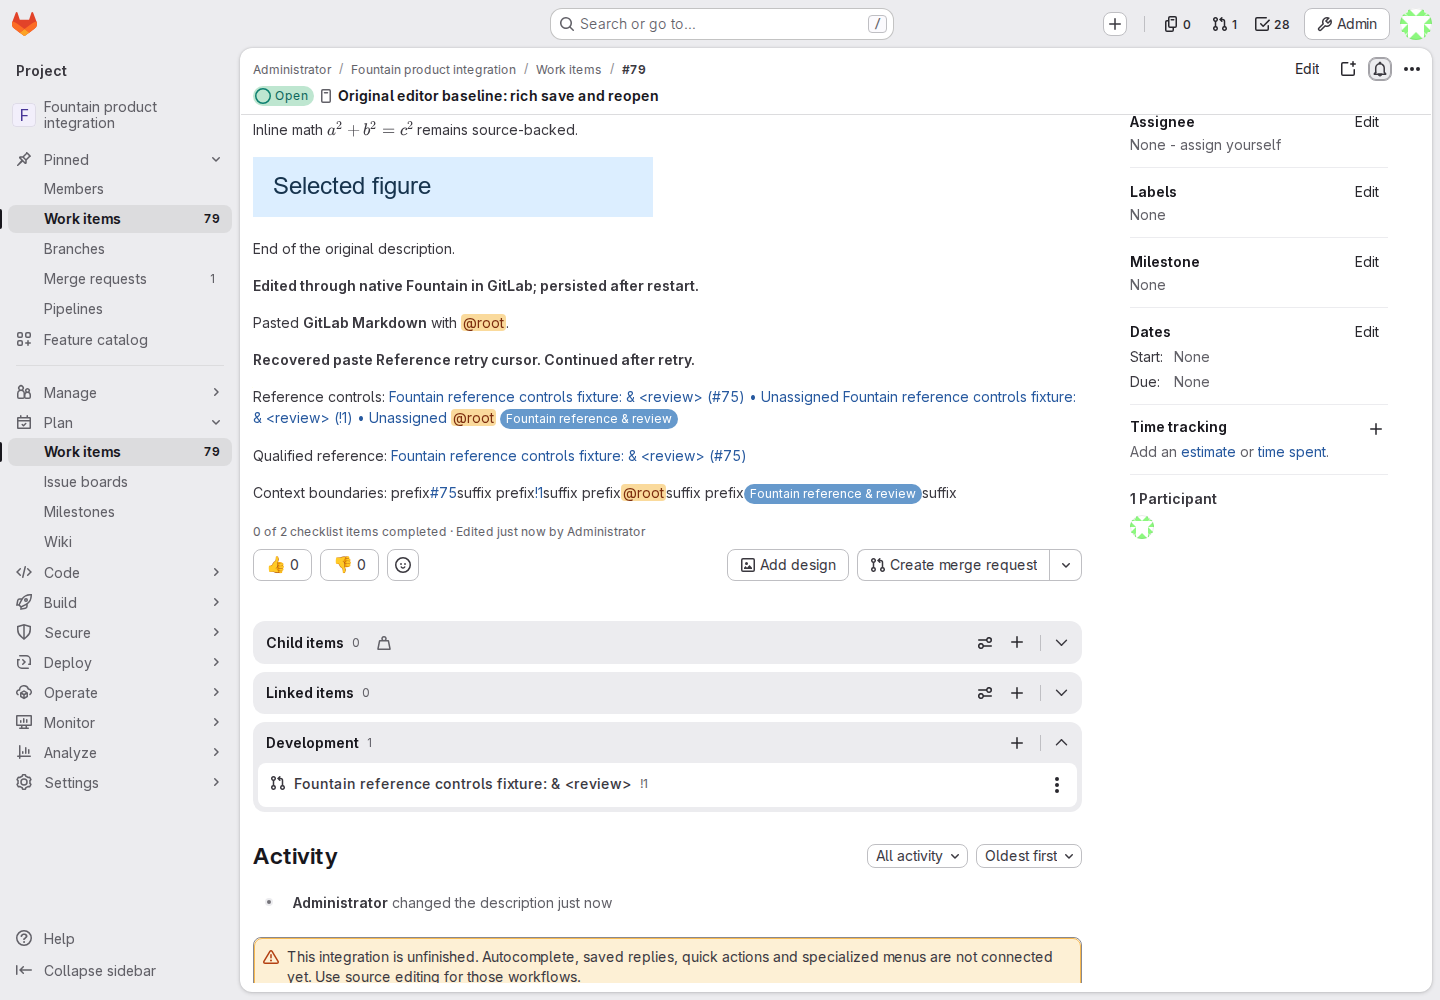 Search or go to...
/
0
1
28
Admin
Project
F
Fountain product integration
Pinned
Members
Work items 79
Branches
Merge requests 1
Pipelines
Feature catalog
Manage
Plan
Work items 79
Issue boards
Milestones
Wiki
Code
Build
Secure
Deploy
Operate
Monitor
Analyze
Settings
Help
Collapse sidebar
Administrator / Fountain product integration / Work items / #79
Edit
Open Original editor baseline: rich save and reopen
Inline math a² + b² = c² remains source-backed.
Selected figure
End of the original description.
Edited through native Fountain in GitLab; persisted after restart.
Pasted GitLab Markdown with @root.
Recovered paste Reference retry cursor. Continued after retry.
Reference controls: Fountain reference controls fixture: & <review> (#75) • Unassigned Fountain reference controls fixture:
& <review> (!1) • Unassigned @root Fountain reference & review
Qualified reference: Fountain reference controls fixture: & <review> (#75)
Context boundaries: prefix#75suffix prefix!1suffix prefix@rootsuffix prefixFountain reference & reviewsuffix
0 of 2 checklist items completed · Edited just now by Administrator
👍 0
👎 0
Add design
Create merge request
Child items 0
Linked items 0
Development 1
Fountain reference controls fixture: & <review> !1
Activity
All activity
Oldest first
Administrator changed the description just now
This integration is unfinished. Autocomplete, saved replies, quick actions and specialized menus are not connected
yet. Use source editing for those workflows.
Assignee Edit
None - assign yourself
Labels Edit
None
Milestone Edit
None
Dates Edit
Start: None
Due: None
Time tracking
Add an estimate or time spent.
1 Participant